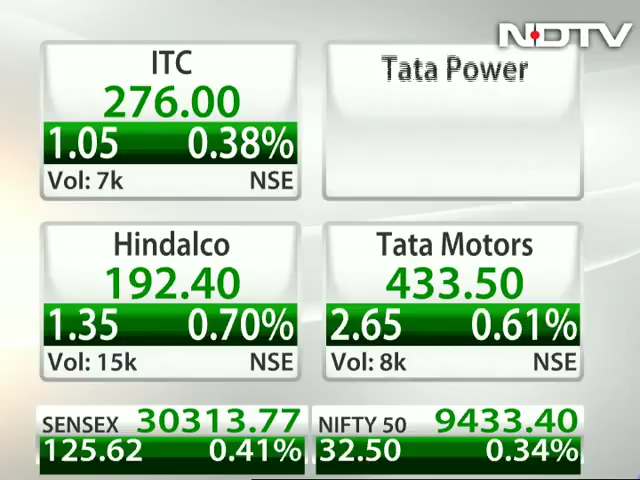 NDTV
ITC
276.00
1.05 0.38%
Vol: 7k NSE
Tata Power
Hindalco
192.40
1.35 0.70%
Vol: 15k NSE
Tata Motors
433.50
2.65 0.61%
Vol: 8k NSE
SENSEX 30313.77
125.62 0.41%
NIFTY 50 9433.40
32.50 0.34%